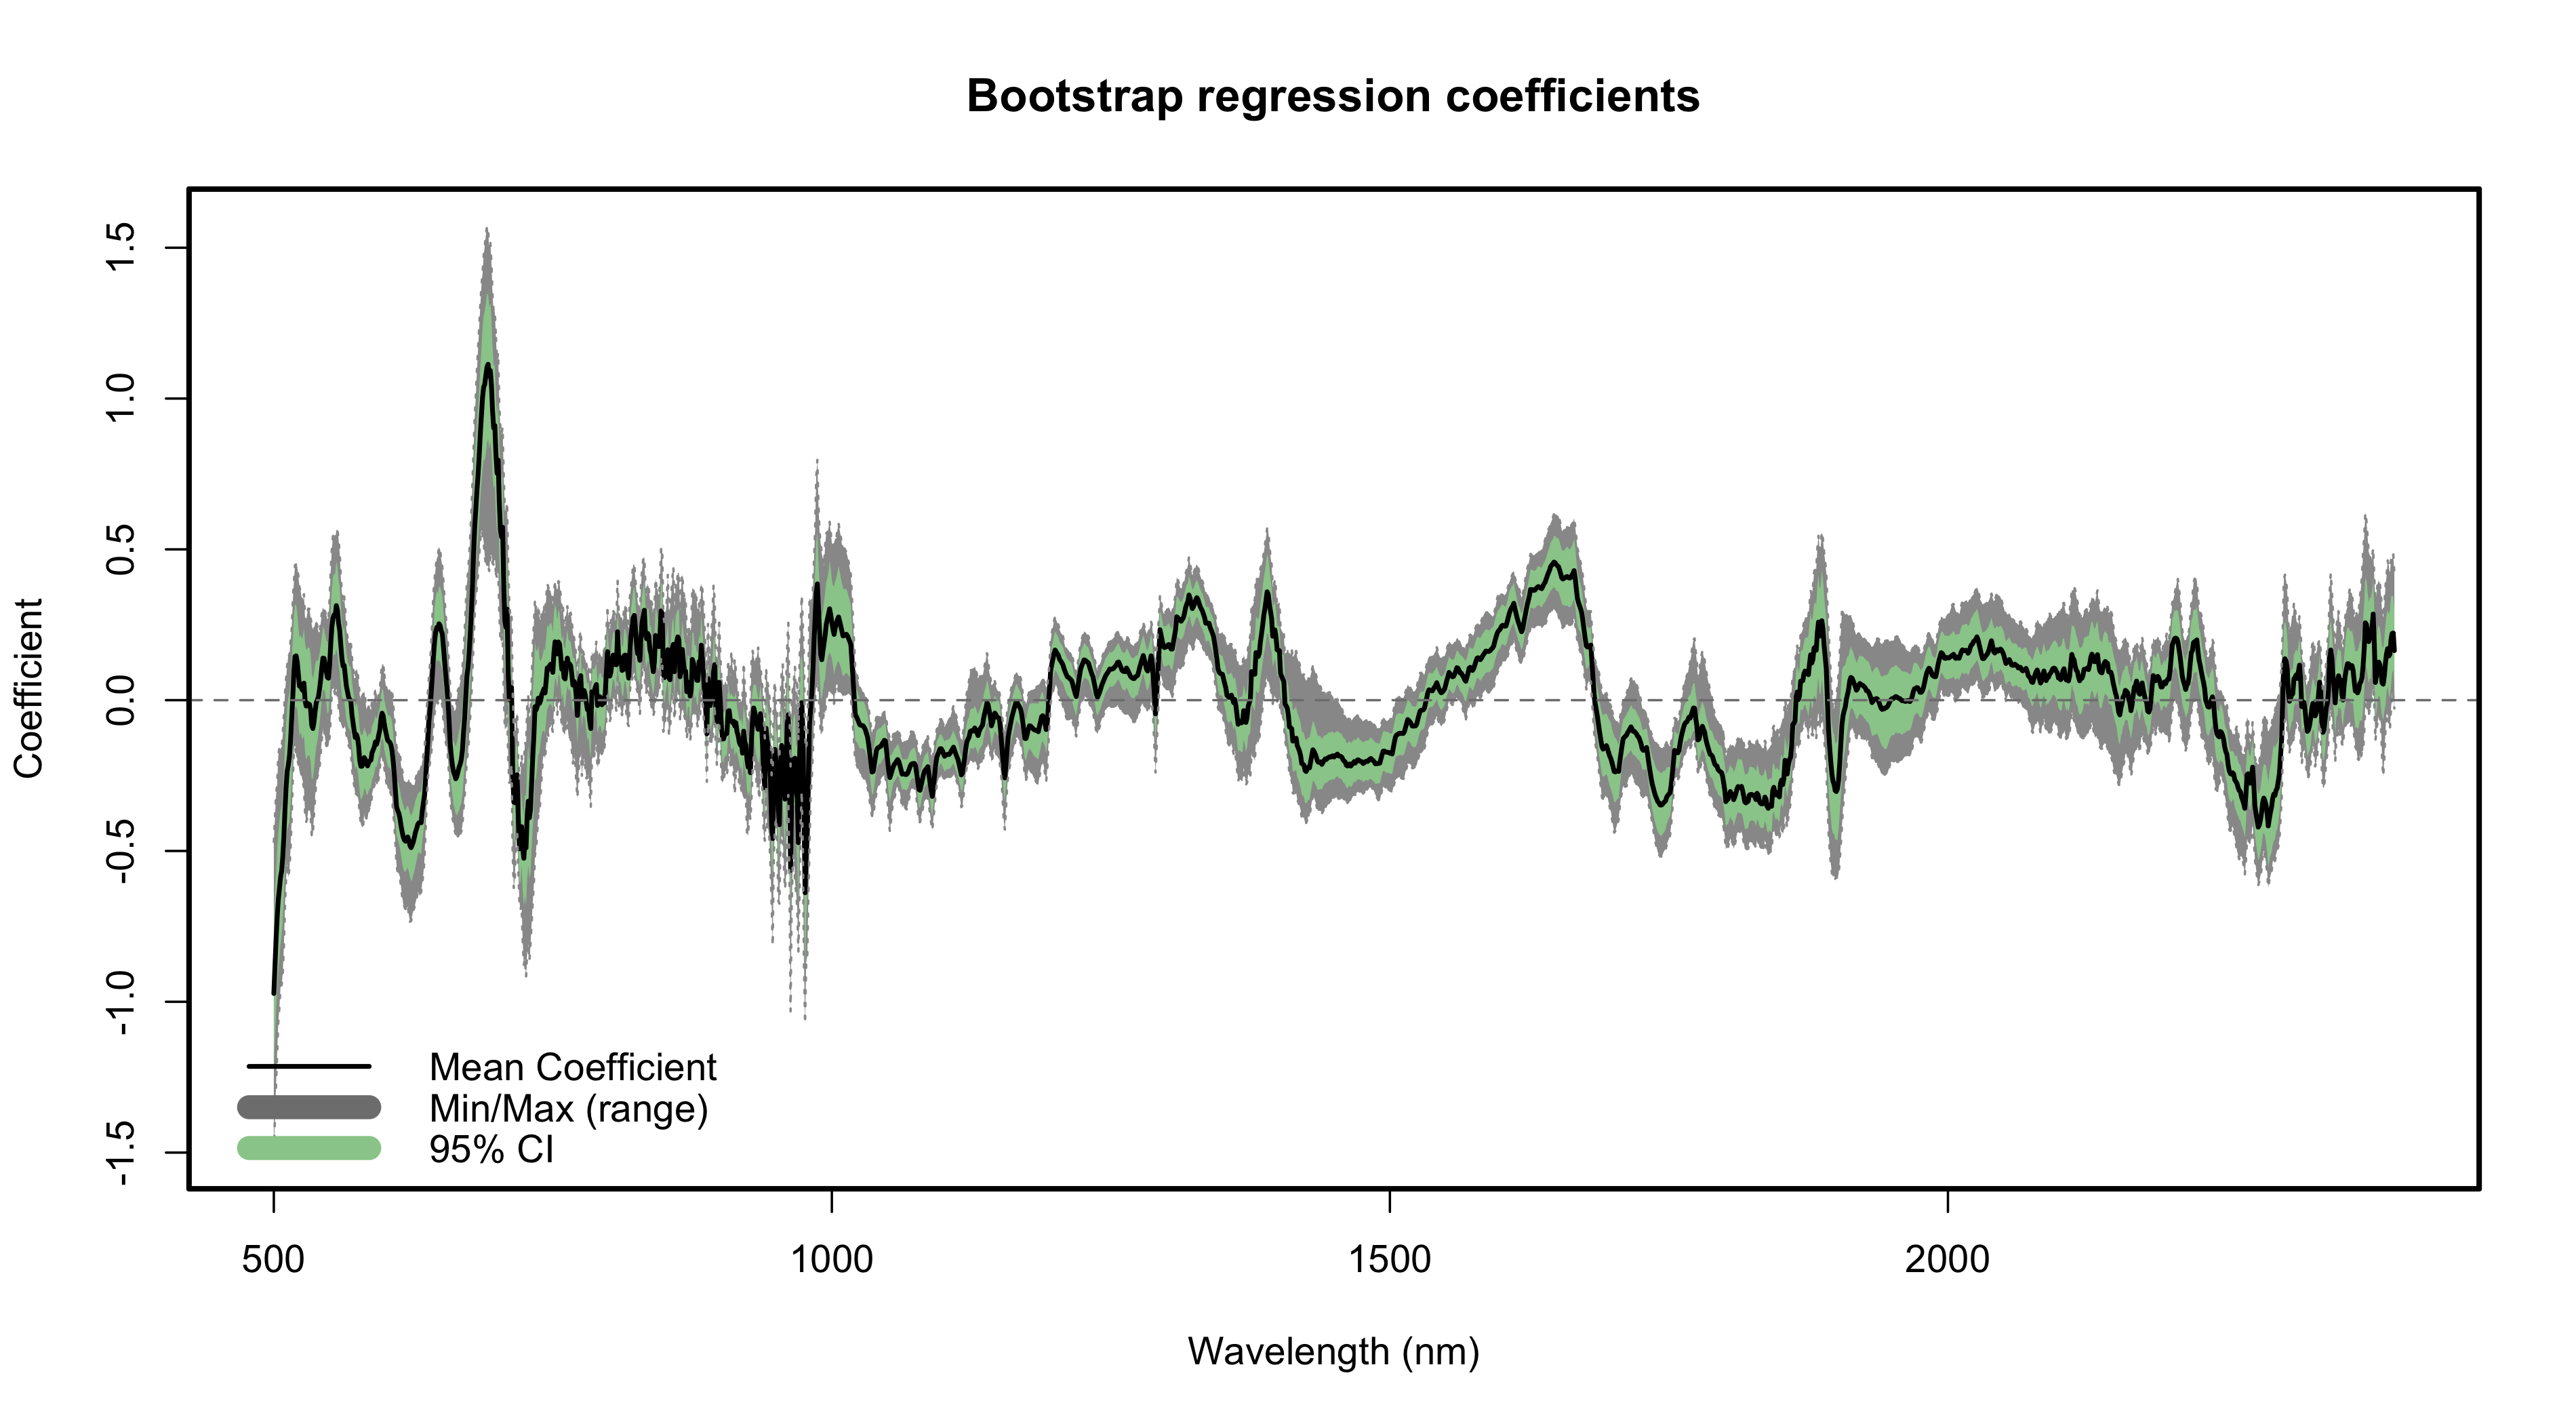 Bootstrap regression coefficients
Coefficient
1.5
1.0
0.5
0.0
-0.5
-1.0
-1.5
Mean Coefficient
Min/Max (range)
95% CI
500
1000
1500
2000
Wavelength (nm)